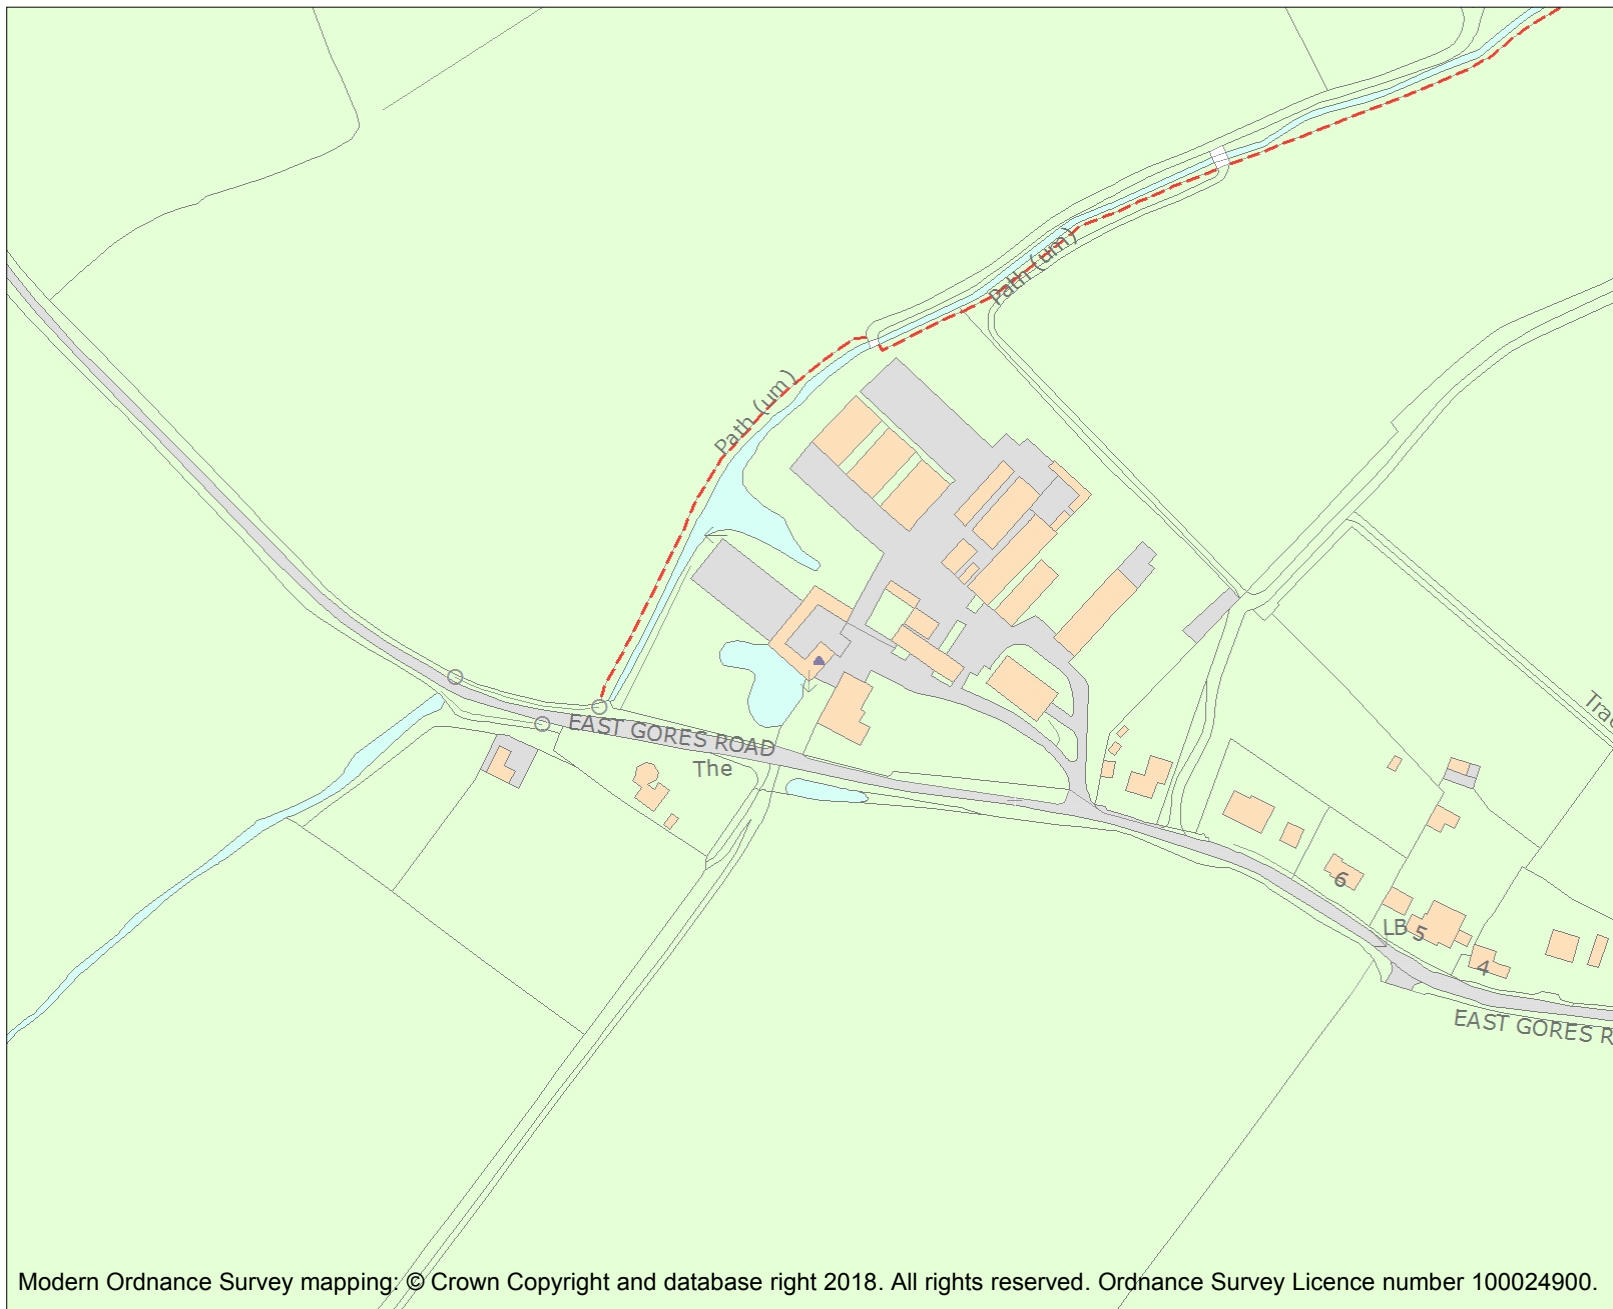 Path (um)
Path (um)
EAST GORES ROAD
The
6
LB 5
4
EAST GORES R
Modern Ordnance Survey mapping: © Crown Copyright and database right 2018. All rights reserved. Ordnance Survey Licence number 100024900.